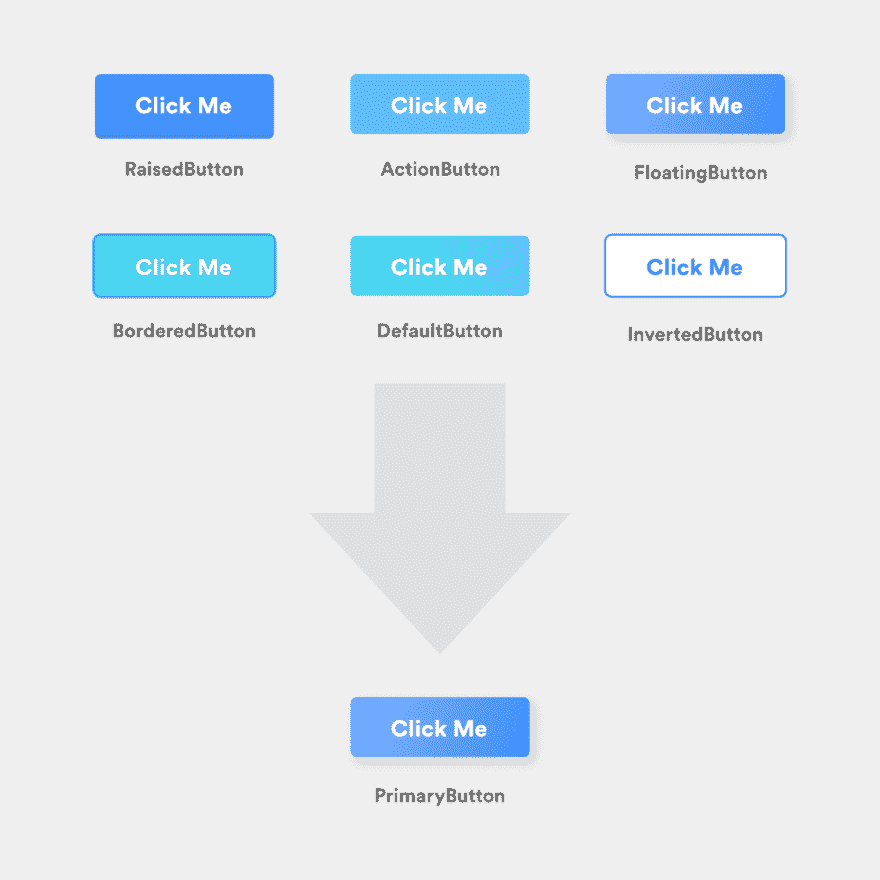 Click Me
Click Me
Click Me
RaisedButton
ActionButton
FloatingButton
Click Me
Click Me
Click Me
BorderedButton
DefaultButton
InvertedButton
Click Me
PrimaryButton